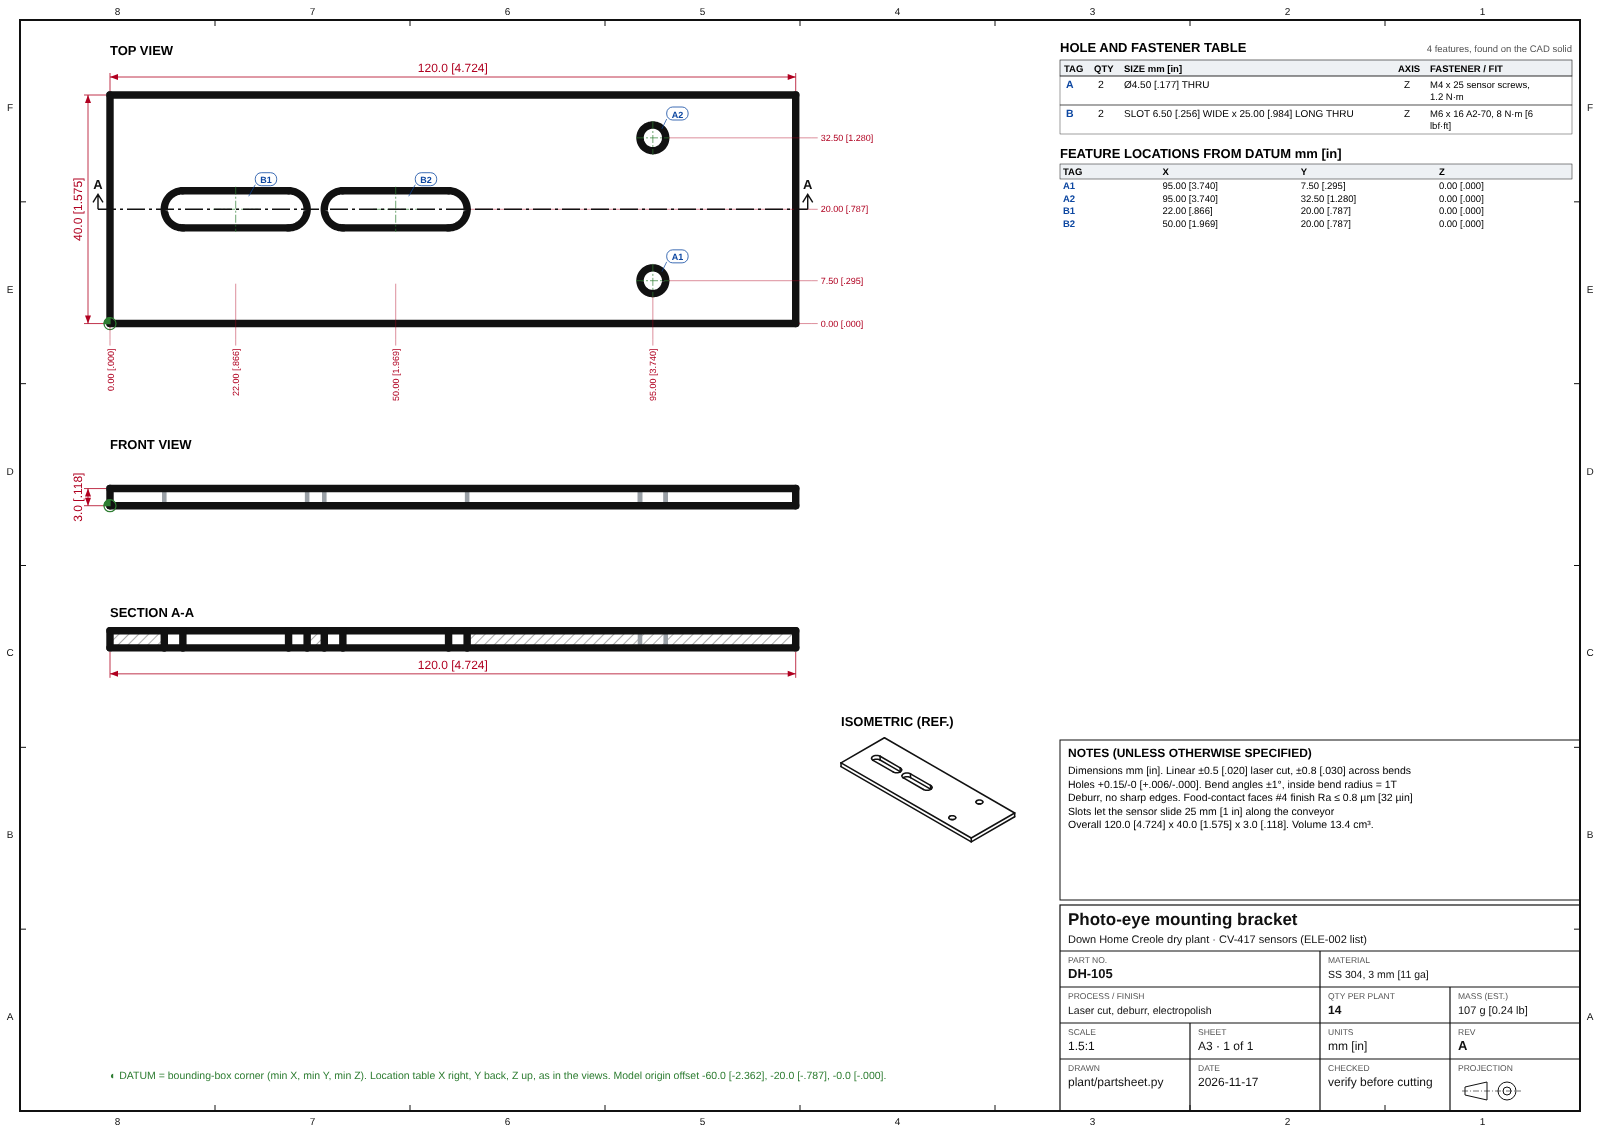 8 7 6 5 4 3 2 1
TOP VIEW
120.0 [4.724]
40.0 [1.575]
A A
A2
B1
B2
A1
32.50 [1.280]
20.00 [.787]
7.50 [.295]
0.00 [.000]
0.00 [.000]
22.00 [.866]
50.00 [1.969]
95.00 [3.740]
HOLE AND FASTENER TABLE
4 features, found on the CAD solid
TAG QTY SIZE mm [in] AXIS FASTENER / FIT
A 2 Ø4.50 [.177] THRU Z M4 x 25 sensor screws,
1.2 N·m
B 2 SLOT 6.50 [.256] WIDE x 25.00 [.984] LONG THRU Z M6 x 16 A2-70, 8 N·m [6
lbf·ft]
FEATURE LOCATIONS FROM DATUM mm [in]
TAG X Y Z
A1 95.00 [3.740] 7.50 [.295] 0.00 [.000]
A2 95.00 [3.740] 32.50 [1.280] 0.00 [.000]
B1 22.00 [.866] 20.00 [.787] 0.00 [.000]
B2 50.00 [1.969] 20.00 [.787] 0.00 [.000]
F F
E E
D D
C C
B B
A A
FRONT VIEW
3.0 [.118]
SECTION A-A
120.0 [4.724]
ISOMETRIC (REF.)
NOTES (UNLESS OTHERWISE SPECIFIED)
Dimensions mm [in]. Linear ±0.5 [.020] laser cut, ±0.8 [.030] across bends
Holes +0.15/-0 [+.006/-.000]. Bend angles ±1°, inside bend radius = 1T
Deburr, no sharp edges. Food-contact faces #4 finish Ra ≤ 0.8 µm [32 µin]
Slots let the sensor slide 25 mm [1 in] along the conveyor
Overall 120.0 [4.724] x 40.0 [1.575] x 3.0 [.118]. Volume 13.4 cm³.
Photo-eye mounting bracket
Down Home Creole dry plant · CV-417 sensors (ELE-002 list)
PART NO. MATERIAL
DH-105 SS 304, 3 mm [11 ga]
PROCESS / FINISH QTY PER PLANT MASS (EST.)
Laser cut, deburr, electropolish 14 107 g [0.24 lb]
SCALE SHEET UNITS REV
1.5:1 A3 · 1 of 1 mm [in] A
DRAWN DATE CHECKED PROJECTION
plant/partsheet.py 2026-11-17 verify before cutting
DATUM = bounding-box corner (min X, min Y, min Z). Location table X right, Y back, Z up, as in the views. Model origin offset -60.0 [-2.362], -20.0 [-.787], -0.0 [-.000].
8 7 6 5 4 3 2 1